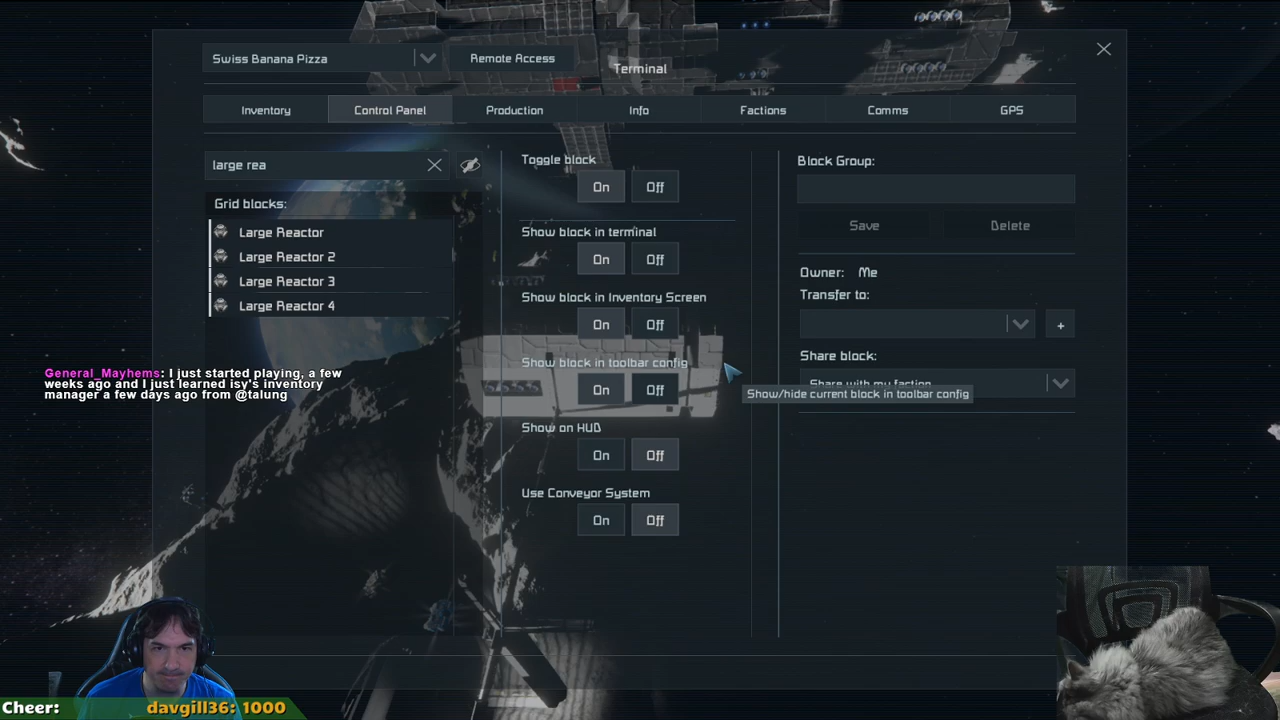 Swiss Banana Pizza
Remote Access
Terminal
Inventory
Control Panel
Production
Info
Factions
Comms
GPS
large rea
Grid blocks:
Large Reactor
Large Reactor 2
Large Reactor 3
Large Reactor 4
Toggle block
On Off
Show block in terminal
On Off
Show block in Inventory Screen
On Off
Show block in toolbar config
On Off
Show on HUD
On Off
Use Conveyor System
On Off
Block Group:
Save Delete
Owner: Me
Transfer to:
+
Share block:
Share with my faction
Show/hide current block in toolbar config
General_Mayhems: I just started playing, a few
weeks ago and I just learned isy's inventory
manager a few days ago from @talung
Cheer: davgill36: 1000